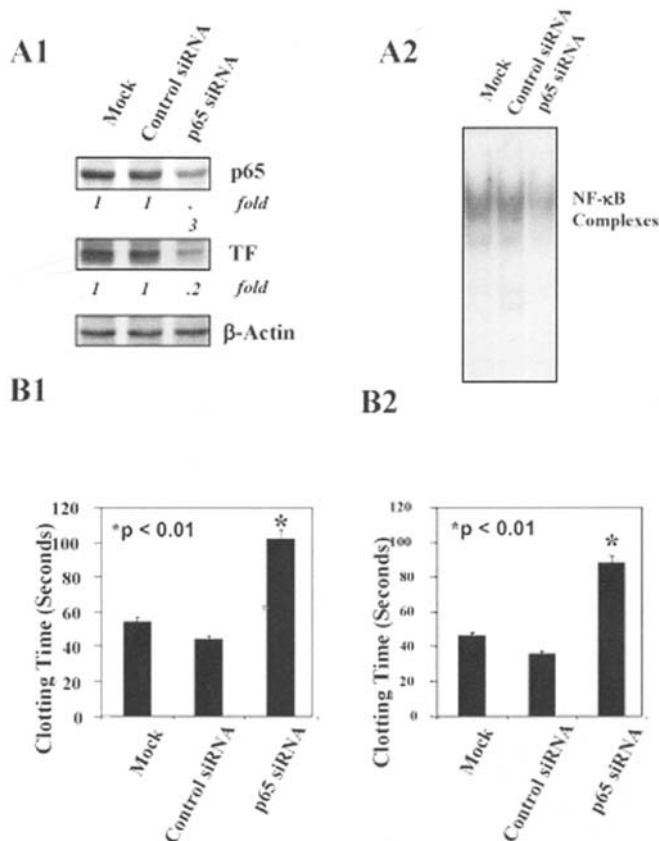 A1
Mock
Control siRNA
p65 siRNA
p65
1 1 . 3 fold
TF
1 1 .2 fold
β-Actin
A2
Mock
Control siRNA
p65 siRNA
NF-κB
Complexes
B1
Clotting Time (Seconds)
120
100
80
60
40
20
0
*p < 0.01
*
Mock
Control siRNA
p65 siRNA
B2
Clotting Time (Seconds)
120
100
80
60
40
20
0
*p < 0.01
*
Mock
Control siRNA
p65 siRNA